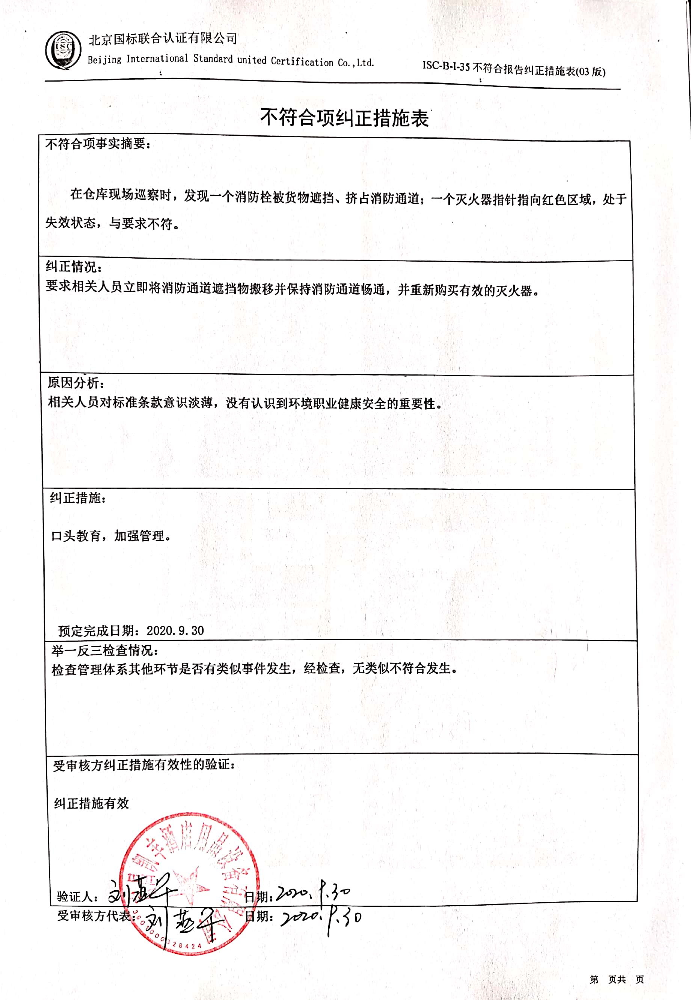 ISC
北京国标联合认证有限公司
Beijing International Standard united Certification Co.,Ltd.
ISC-B-I-35 不符合报告纠正措施表(03 版)
不符合项纠正措施表
不符合项事实摘要：
在仓库现场巡察时，发现一个消防栓被货物遮挡、挤占消防通道；一个灭火器指针指向红色区域，处于
失效状态，与要求不符。
纠正情况：
要求相关人员立即将消防通道遮挡物搬移并保持消防通道畅通，并重新购买有效的灭火器。
原因分析：
相关人员对标准条款意识淡薄，没有认识到环境职业健康安全的重要性。
纠正措施：
口头教育，加强管理。
预定完成日期：2020.9.30
举一反三检查情况：
检查管理体系其他环节是否有类似事件发生，经检查，无类似不符合发生。
受审核方纠正措施有效性的验证：
纠正措施有效
酒店用品设备有限公司
验证人：刘燕军 日期：2020.9.30
受审核方代表：刘燕军 日期：2020.9.30
第 页共 页